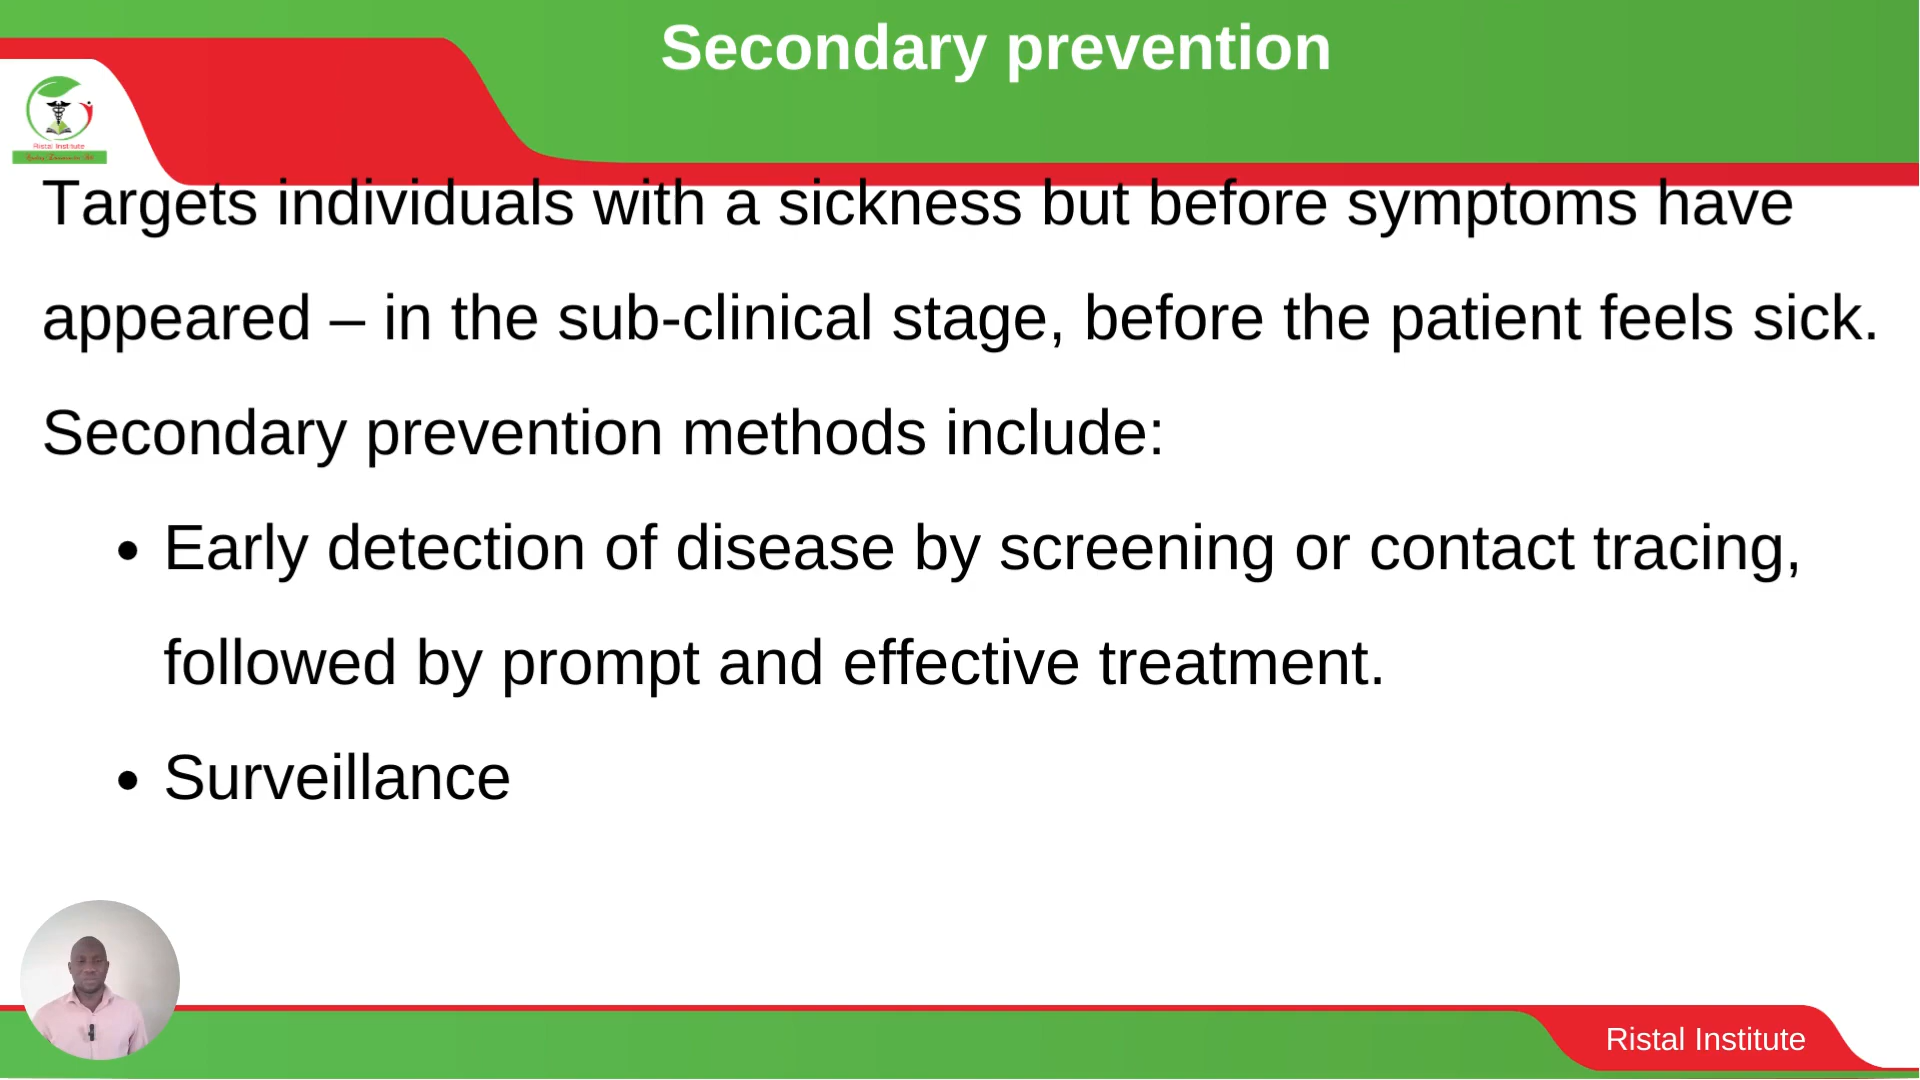 Secondary prevention
Ristal Institute
Targets individuals with a sickness but before symptoms have
appeared – in the sub-clinical stage, before the patient feels sick.
Secondary prevention methods include:
• Early detection of disease by screening or contact tracing,
followed by prompt and effective treatment.
• Surveillance
Ristal Institute